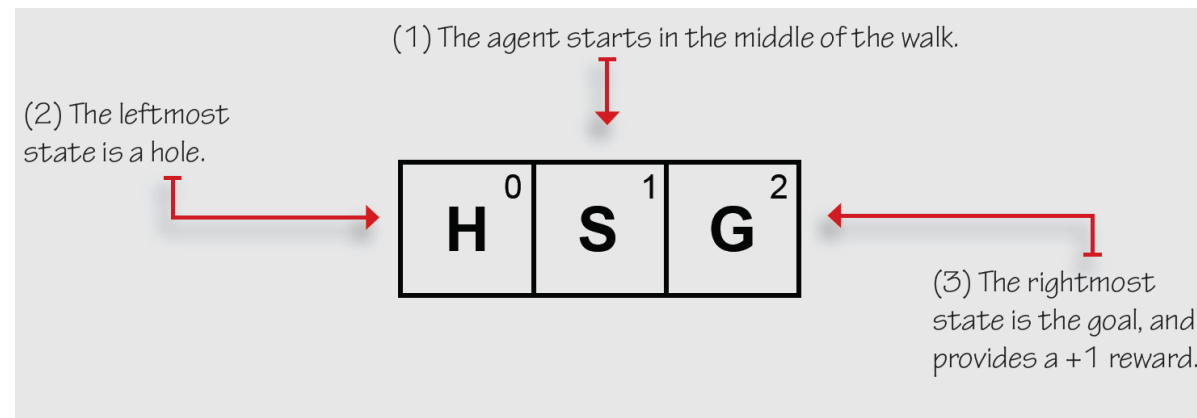 (1) The agent starts in the middle of the walk.
(2) The leftmost
state is a hole.
H 0 S 1 G 2
(3) The rightmost
state is the goal, and
provides a +1 reward.